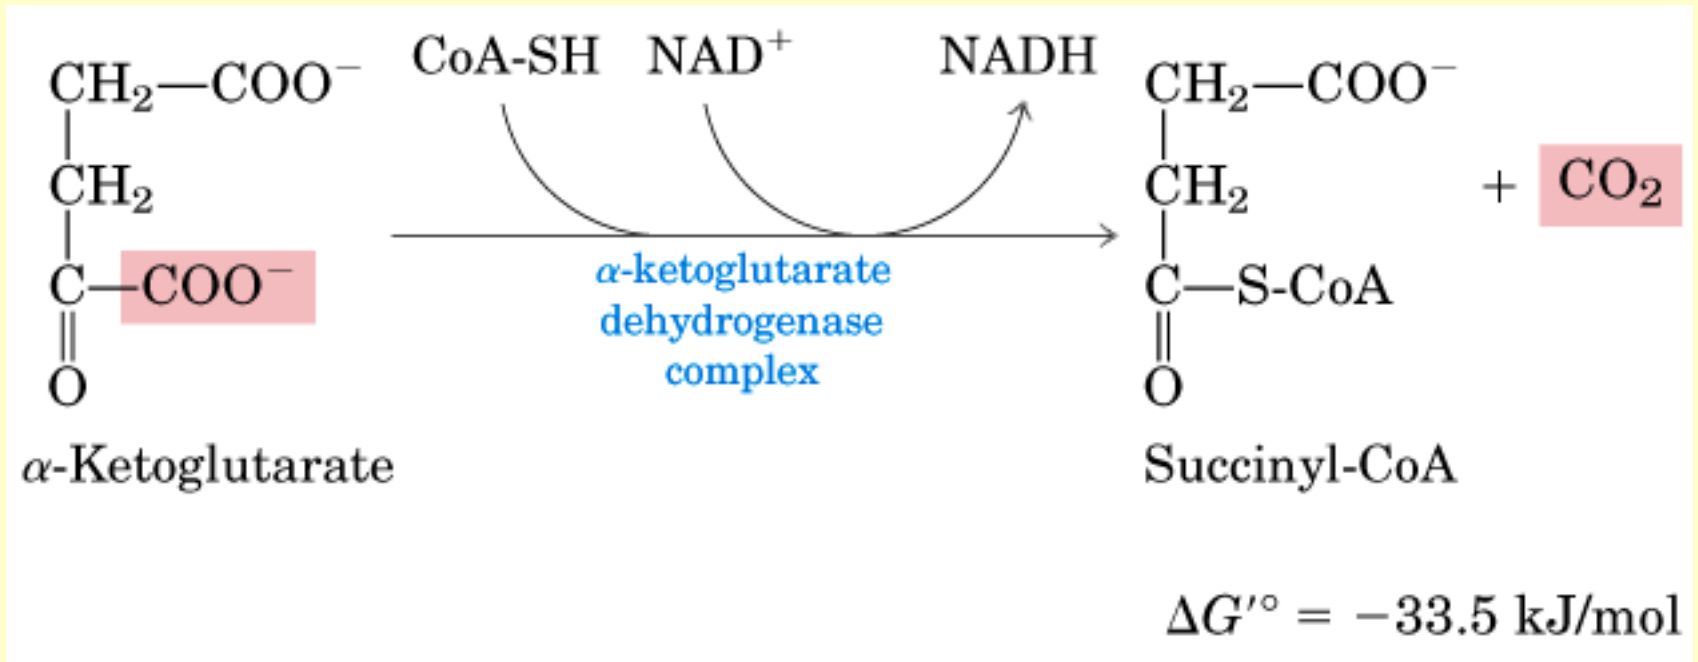 CH₂—COO⁻ CoA-SH NAD⁺ NADH CH₂—COO⁻
CH₂ CH₂ + CO₂
C—COO⁻ α-ketoglutarate C—S-CoA
dehydrogenase
O complex O
α-Ketoglutarate Succinyl-CoA
ΔG′° = −33.5 kJ/mol